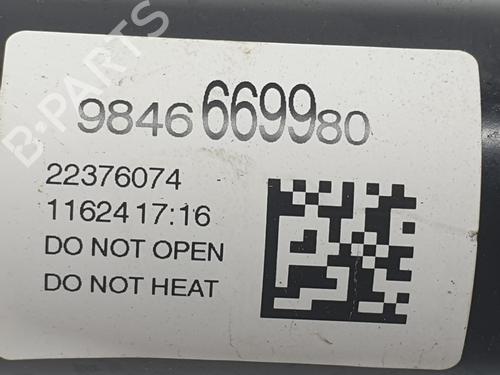 B-PARTS
9846669980
22376074
1162417:16
DO NOT OPEN
DO NOT HEAT